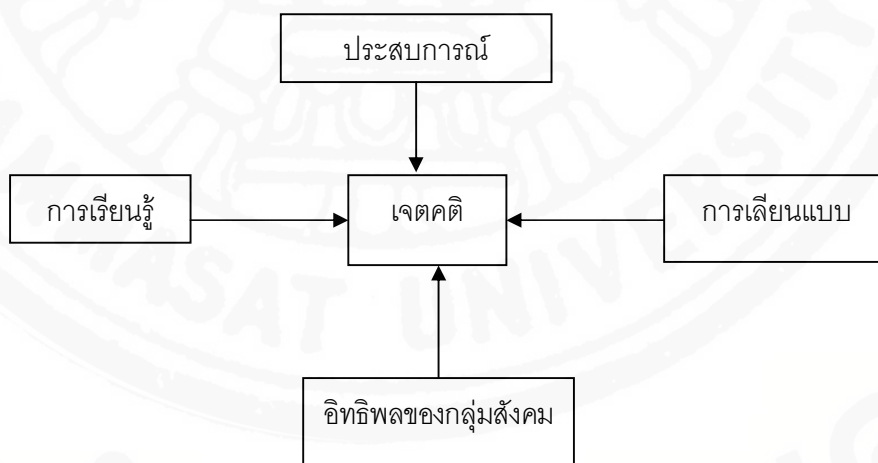 ประสบการณ์
การเรียนรู้
เจตคติ
การเลียนแบบ
อิทธิพลของกลุ่มสังคม
MASAT UNIVERSITY